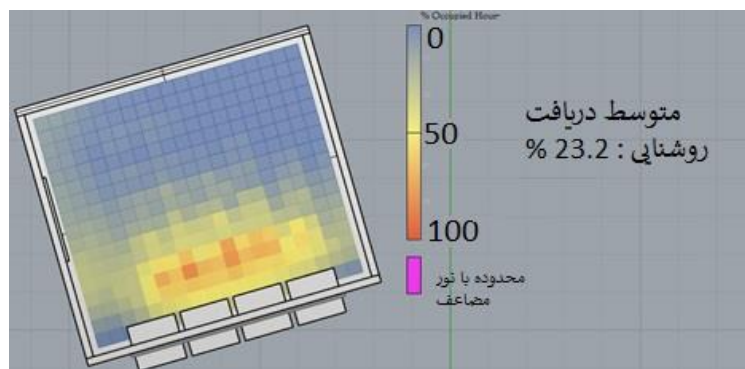 % Occupied Hour
0
50
100
متوسط دریافت
روشنایی : 23.2 %
محدوده با نور
مضاعف